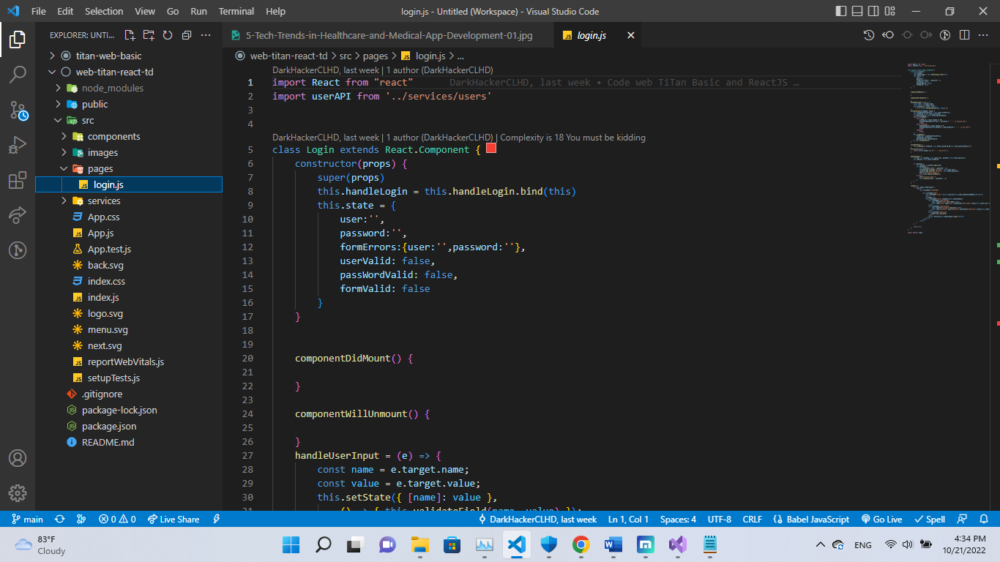 File Edit Selection View Go Run Terminal Help
login.js - Untitled (Workspace) - Visual Studio Code
EXPLORER: UNTI...
5-Tech-Trends-in-Healthcare-and-Medical-App-Development-01.jpg
login.js
titan-web-basic
web-titan-react-td
node_modules
public
src
components
images
pages
login.js
services
App.css
App.js
App.test.js
back.svg
index.css
index.js
logo.svg
menu.svg
next.svg
reportWebVitals.js
setupTests.js
.gitignore
package-lock.json
package.json
README.md
web-titan-react-td > src > pages > login.js > ...
DarkHackerCLHD, last week | 1 author (DarkHackerCLHD)
1 import React from "react" DarkHackerCLHD, last week • Code web TiTan Basic and ReactJS …
2 import userAPI from '../services/users'
3
4
DarkHackerCLHD, last week | 1 author (DarkHackerCLHD) | Complexity is 18 You must be kidding
5 class Login extends React.Component {
6 constructor(props) {
7 super(props)
8 this.handleLogin = this.handleLogin.bind(this)
9 this.state = {
10 user:'',
11 password:'',
12 formErrors:{user:'',password:''},
13 userValid: false,
14 passWordValid: false,
15 formValid: false
16 }
17 }
18
19
20 componentDidMount() {
21
22 }
23
24 componentWillUnmount() {
25
26 }
27 handleUserInput = (e) => {
28 const name = e.target.name;
29 const value = e.target.value;
30 this.setState({ [name]: value },
31 () => { this.validateField(name, value) });
main 0 0 Live Share
DarkHackerCLHD, last week Ln 1, Col 1 Spaces: 4 UTF-8 CRLF Babel JavaScript Go Live Spell
83°F
Cloudy
ENG
4:34 PM
10/21/2022